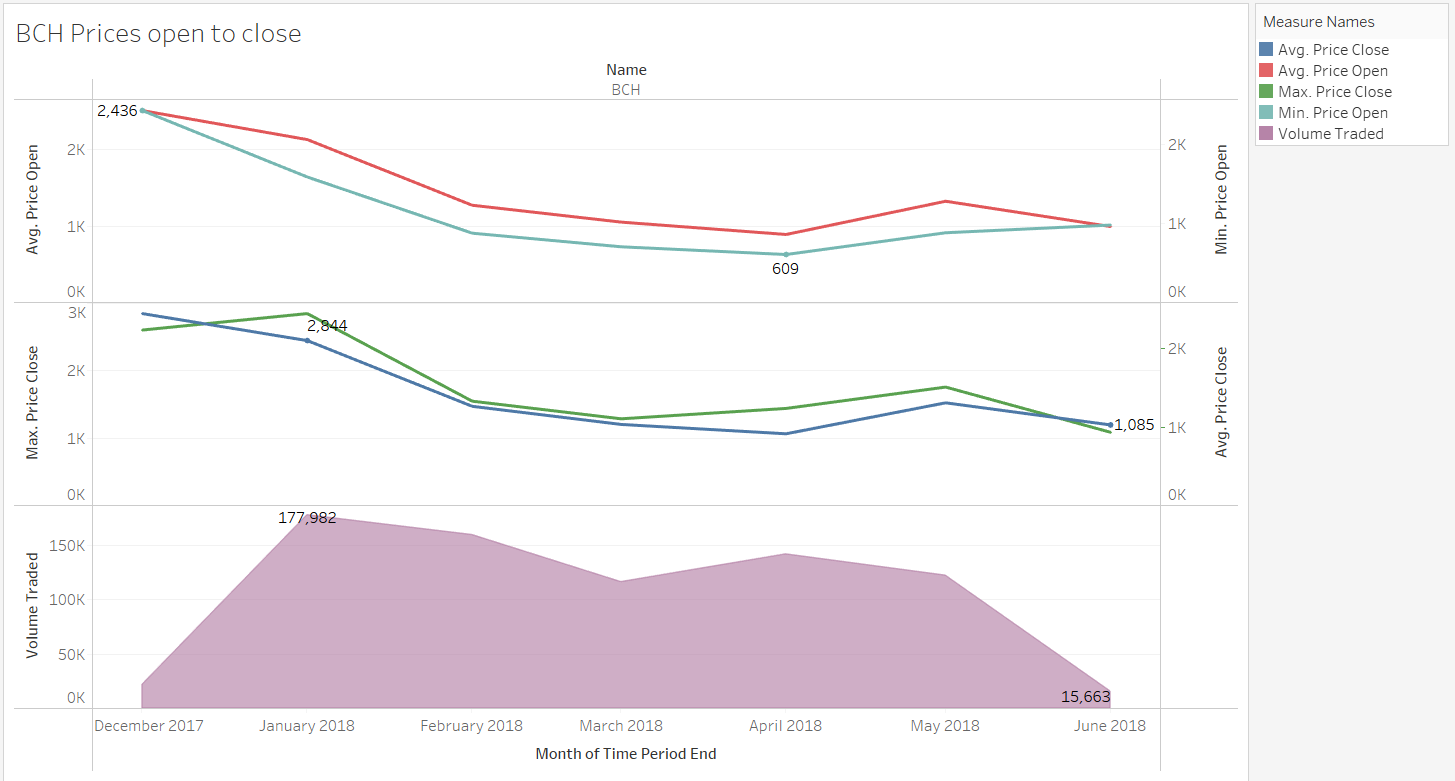 BCH Prices open to close
Name
BCH
Avg. Price Open
2K
1K
0K
2,436
609
2K
1K
0K
Min. Price Open
Max. Price Close
3K
2K
1K
0K
2,844
1,085
2K
1K
0K
Avg. Price Close
Volume Traded
150K
100K
50K
0K
177,982
15,663
December 2017
January 2018
February 2018
March 2018
April 2018
May 2018
June 2018
Month of Time Period End
Measure Names
Avg. Price Close
Avg. Price Open
Max. Price Close
Min. Price Open
Volume Traded